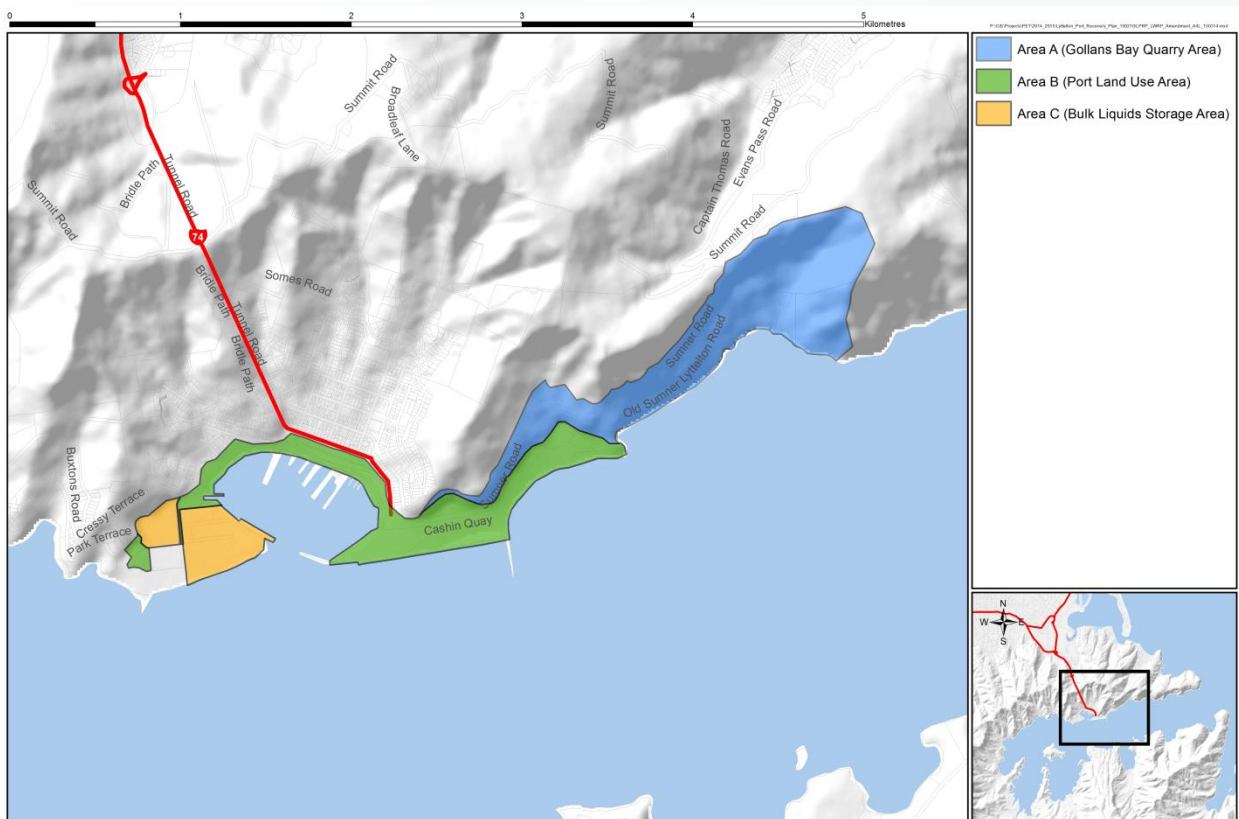 0 1 2 3 4 5
Kilometres
Area A (Gollans Bay Quarry Area)
Area B (Port Land Use Area)
Area C (Bulk Liquids Storage Area)
Summit Road
Broadleaf Lane
Summit Road
Captain Thomas Road
Evans Pass Road
Summit Road
Bridle Path
Tunnel Road
Summit Road
74
Somes Road
Bridle Path
Tunnel Road
Bridle Path
Sumner Road
Old Sumner Lyttelton Road
Sumner Road
Buxtons Road
Cressy Terrace
Park Terrace
Cashin Quay
N
W E
S